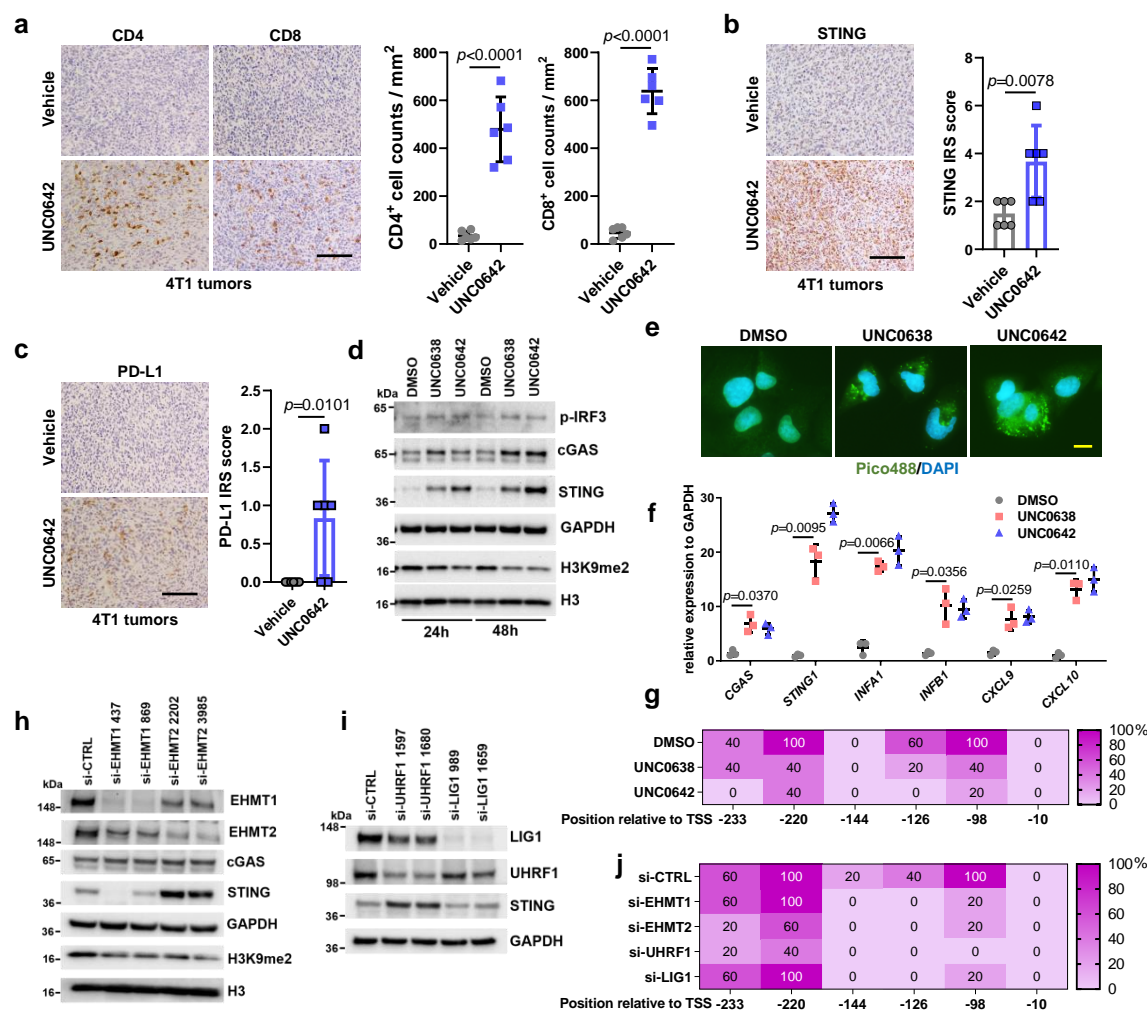 a
CD4
CD8
Vehicle
UNC0642
4T1 tumors
CD4+ cell counts / mm2
800
600
400
200
0
p<0.0001
Vehicle
UNC0642
CD8+ cell counts / mm2
800
600
400
200
0
p<0.0001
Vehicle
UNC0642
b
STING
Vehicle
UNC0642
4T1 tumors
STING IRS score
8
6
4
2
0
p=0.0078
Vehicle
UNC0642
c
PD-L1
Vehicle
UNC0642
4T1 tumors
PD-L1 IRS score
2.5
2.0
1.5
1.0
0.5
0.0
p=0.0101
Vehicle
UNC0642
d
DMSO
UNC0638
UNC0642
DMSO
UNC0638
UNC0642
kDa
65
p-IRF3
65
cGAS
36
STING
36
GAPDH
16
H3K9me2
16
H3
24h
48h
e
DMSO
UNC0638
UNC0642
Pico488/DAPI
f
relative expression to GAPDH
30
20
10
0
DMSO
UNC0638
UNC0642
p=0.0370
p=0.0095
p=0.0066
p=0.0356
p=0.0259
p=0.0110
CGAS
STING1
INFA1
INFB1
CXCL9
CXCL10
g
DMSO 40 100 0 60 100 0
UNC0638 40 40 0 20 40 0
UNC0642 0 40 0 0 20 0
Position relative to TSS -233 -220 -144 -126 -98 -10
100%
80
60
40
20
0
h
si-CTRL
si-EHMT1 437
si-EHMT1 869
si-EHMT2 2202
si-EHMT2 3985
kDa
148
EHMT1
148
EHMT2
65
cGAS
36
STING
36
GAPDH
16
H3K9me2
16
H3
i
si-CTRL
si-UHRF1 1597
si-UHRF1 1680
si-LIG1 989
si-LIG1 1659
kDa
148
LIG1
98
UHRF1
36
STING
36
GAPDH
j
si-CTRL 60 100 20 40 100 0
si-EHMT1 60 100 0 0 20 0
si-EHMT2 20 60 0 0 20 0
si-UHRF1 20 40 0 0 0 0
si-LIG1 60 100 0 0 20 0
Position relative to TSS -233 -220 -144 -126 -98 -10
100%
80
60
40
20
0